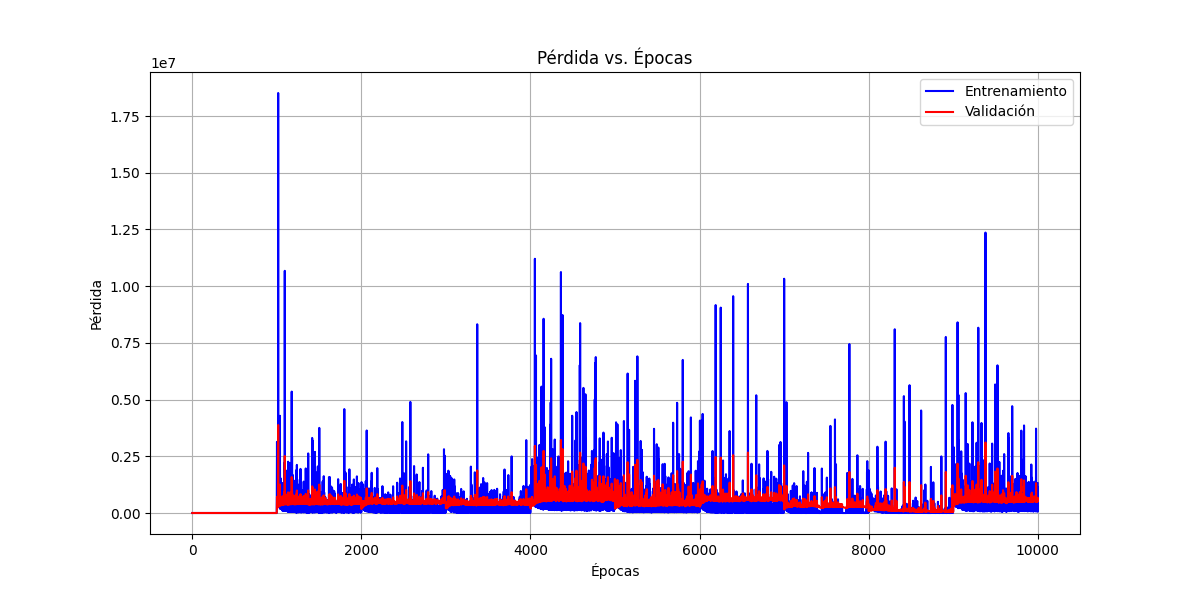 Pérdida vs. Épocas
1e7
Entrenamiento
Validación
1.75
1.50
1.25
1.00
0.75
0.50
0.25
0.00
Pérdida
0 2000 4000 6000 8000 10000
Épocas